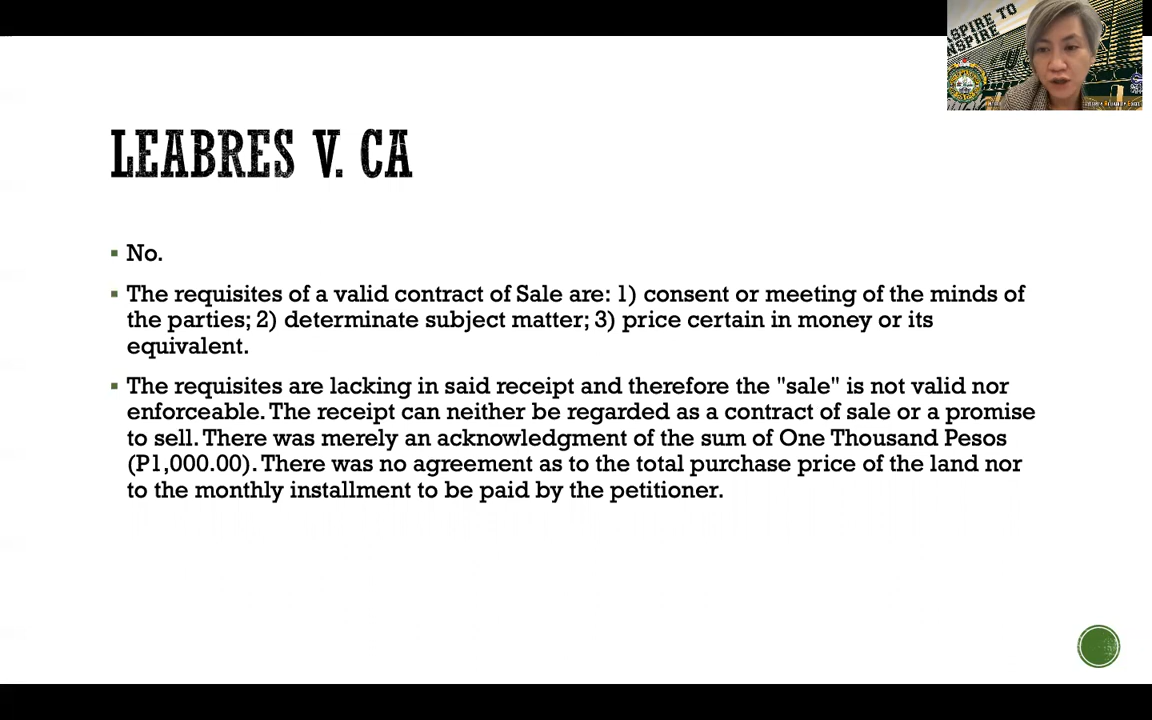 SPIRE TO
NSPIRE
LEABRES V. CA
▪ No.
▪ The requisites of a valid contract of Sale are: 1) consent or meeting of the minds of
the parties; 2) determinate subject matter; 3) price certain in money or its
equivalent.
▪ The requisites are lacking in said receipt and therefore the "sale" is not valid nor
enforceable. The receipt can neither be regarded as a contract of sale or a promise
to sell. There was merely an acknowledgment of the sum of One Thousand Pesos
(P1,000.00). There was no agreement as to the total purchase price of the land nor
to the monthly installment to be paid by the petitioner.